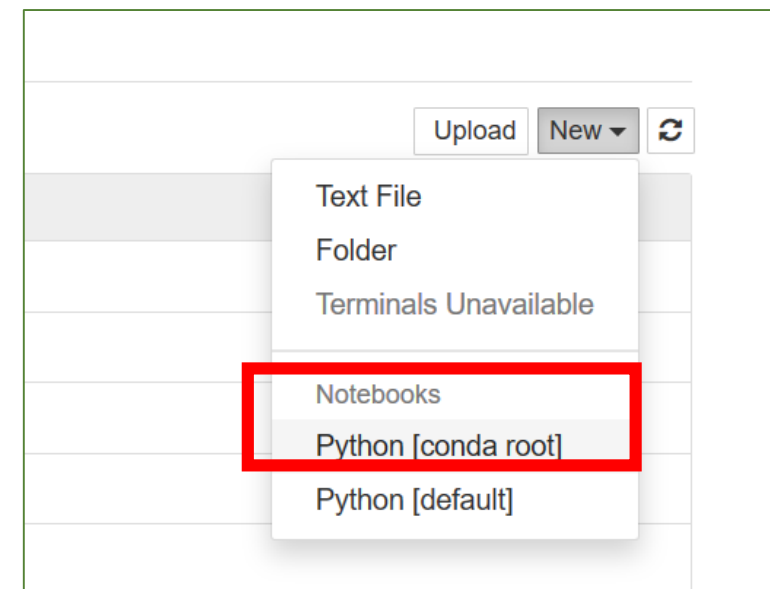 Upload New
Text File
Folder
Terminals Unavailable
Notebooks
Python [conda root]
Python [default]